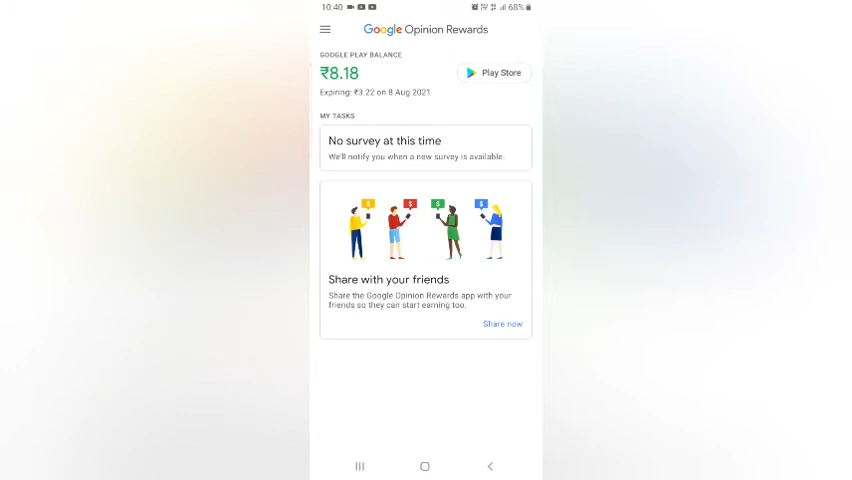 10:40
68%
Google Opinion Rewards
GOOGLE PLAY BALANCE
₹8.18
Play Store
Expiring: ₹3.22 on 8 Aug 2021
MY TASKS
No survey at this time
We'll notify you when a new survey is available.
$ $ $ $
Share with your friends
Share the Google Opinion Rewards app with your
friends so they can start earning too.
Share now